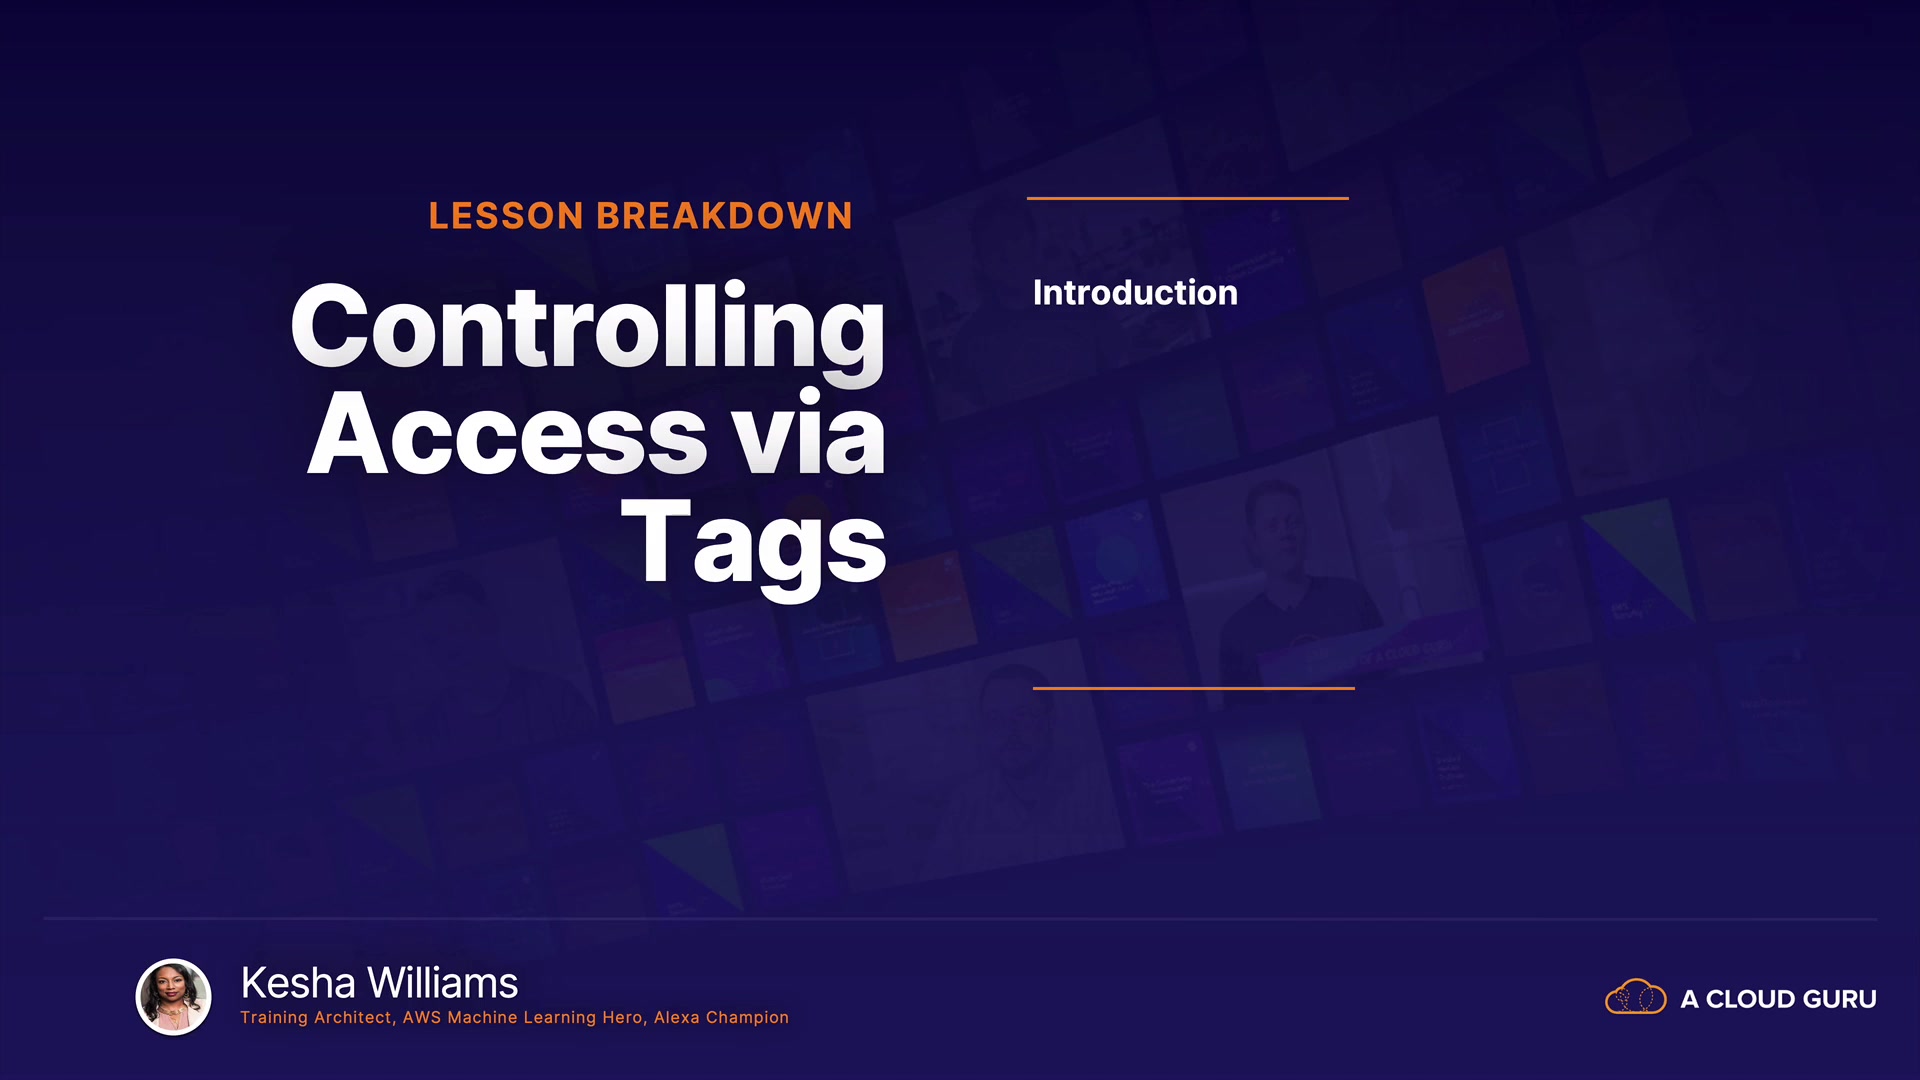 LESSON BREAKDOWN
Controlling
Access via
Tags
Introduction
Kesha Williams
Training Architect, AWS Machine Learning Hero, Alexa Champion
A CLOUD GURU